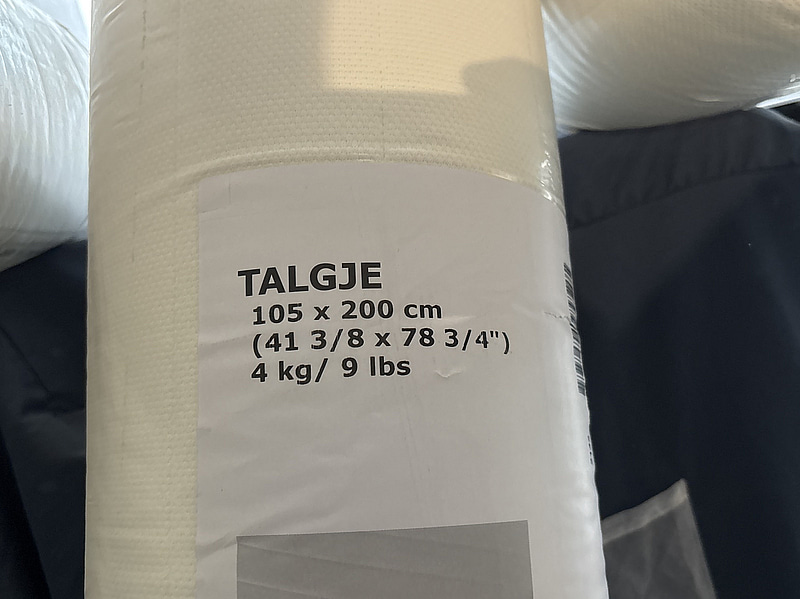 TALGJE
105 x 200 cm
(41 3/8 x 78 3/4")
4 kg/ 9 lbs